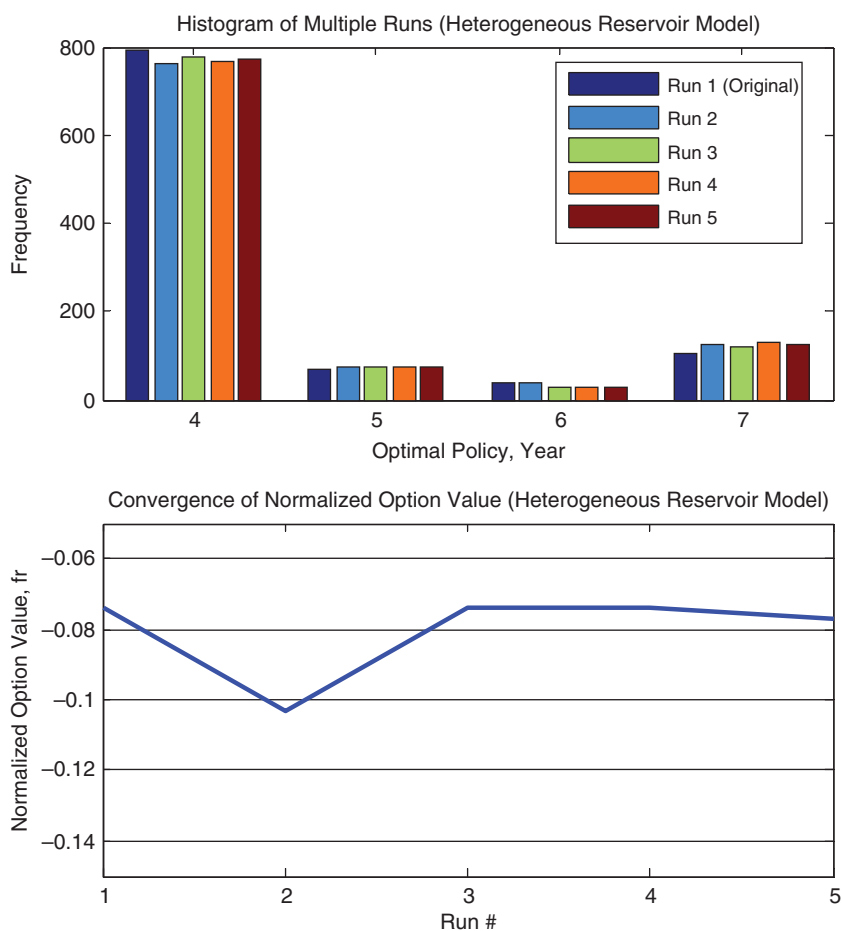 Histogram of Multiple Runs (Heterogeneous Reservoir Model)
800
600
400
200
0
Frequency
Run 1 (Original)
Run 2
Run 3
Run 4
Run 5
4 5 6 7
Optimal Policy, Year
Convergence of Normalized Option Value (Heterogeneous Reservoir Model)
−0.06
−0.08
−0.1
−0.12
−0.14
Normalized Option Value, fr
1 2 3 4 5
Run #